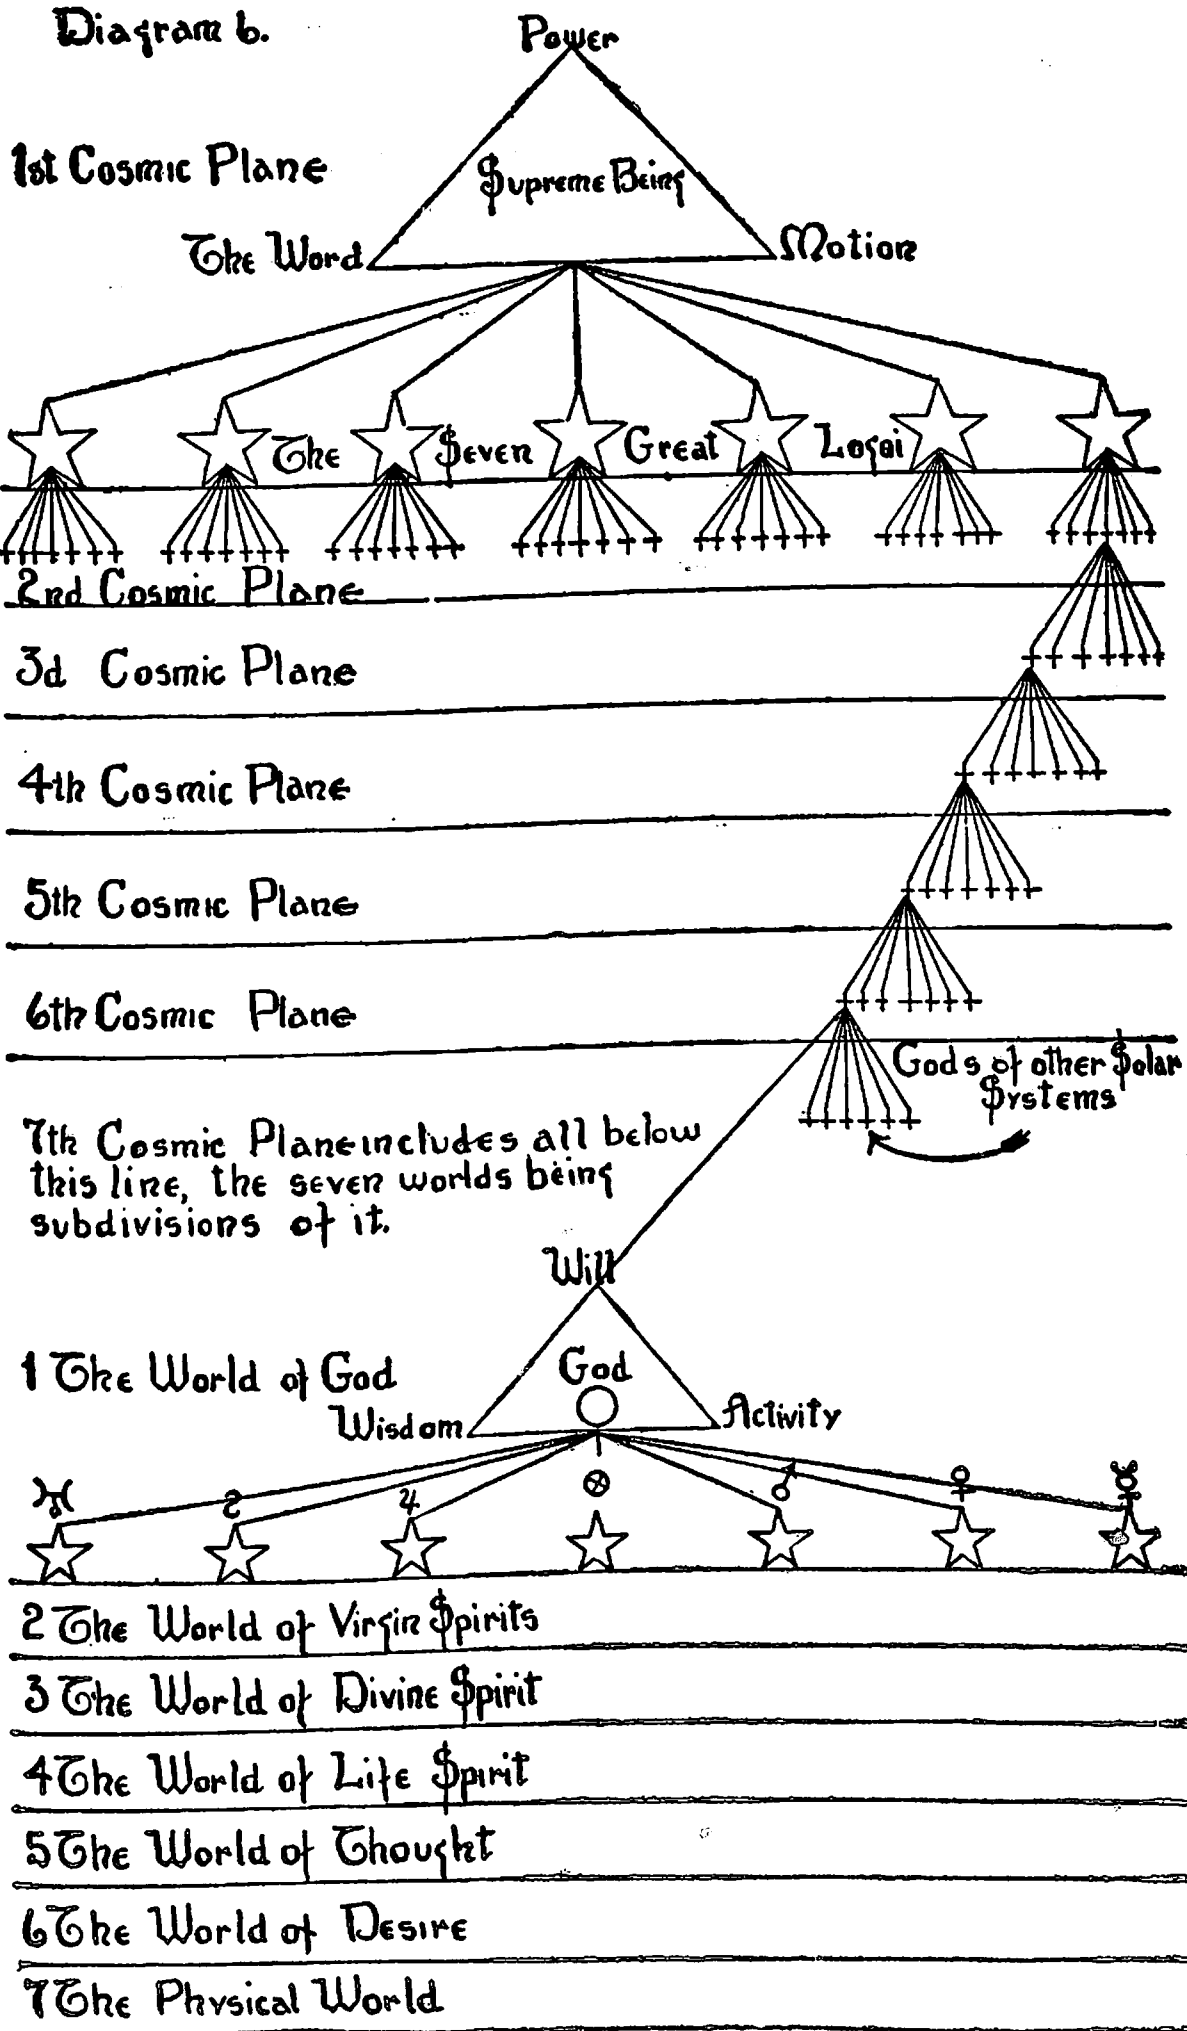 Diagram 6.
Power
1st Cosmic Plane
Supreme Being
The Word
Motion
The Seven Great Logoi
2nd Cosmic Plane
3d Cosmic Plane
4th Cosmic Plane
5th Cosmic Plane
6th Cosmic Plane
Gods of other Solar
Systems
7th Cosmic Plane includes all below
this line, the seven worlds being
subdivisions of it.
Will
1 The World of God
God
Wisdom
Activity
♅ ♄ ♃ ⊗ ♂ ♀ ☿
2 The World of Virgin Spirits
3 The World of Divine Spirit
4 The World of Life Spirit
5 The World of Thought
6 The World of Desire
7 The Physical World